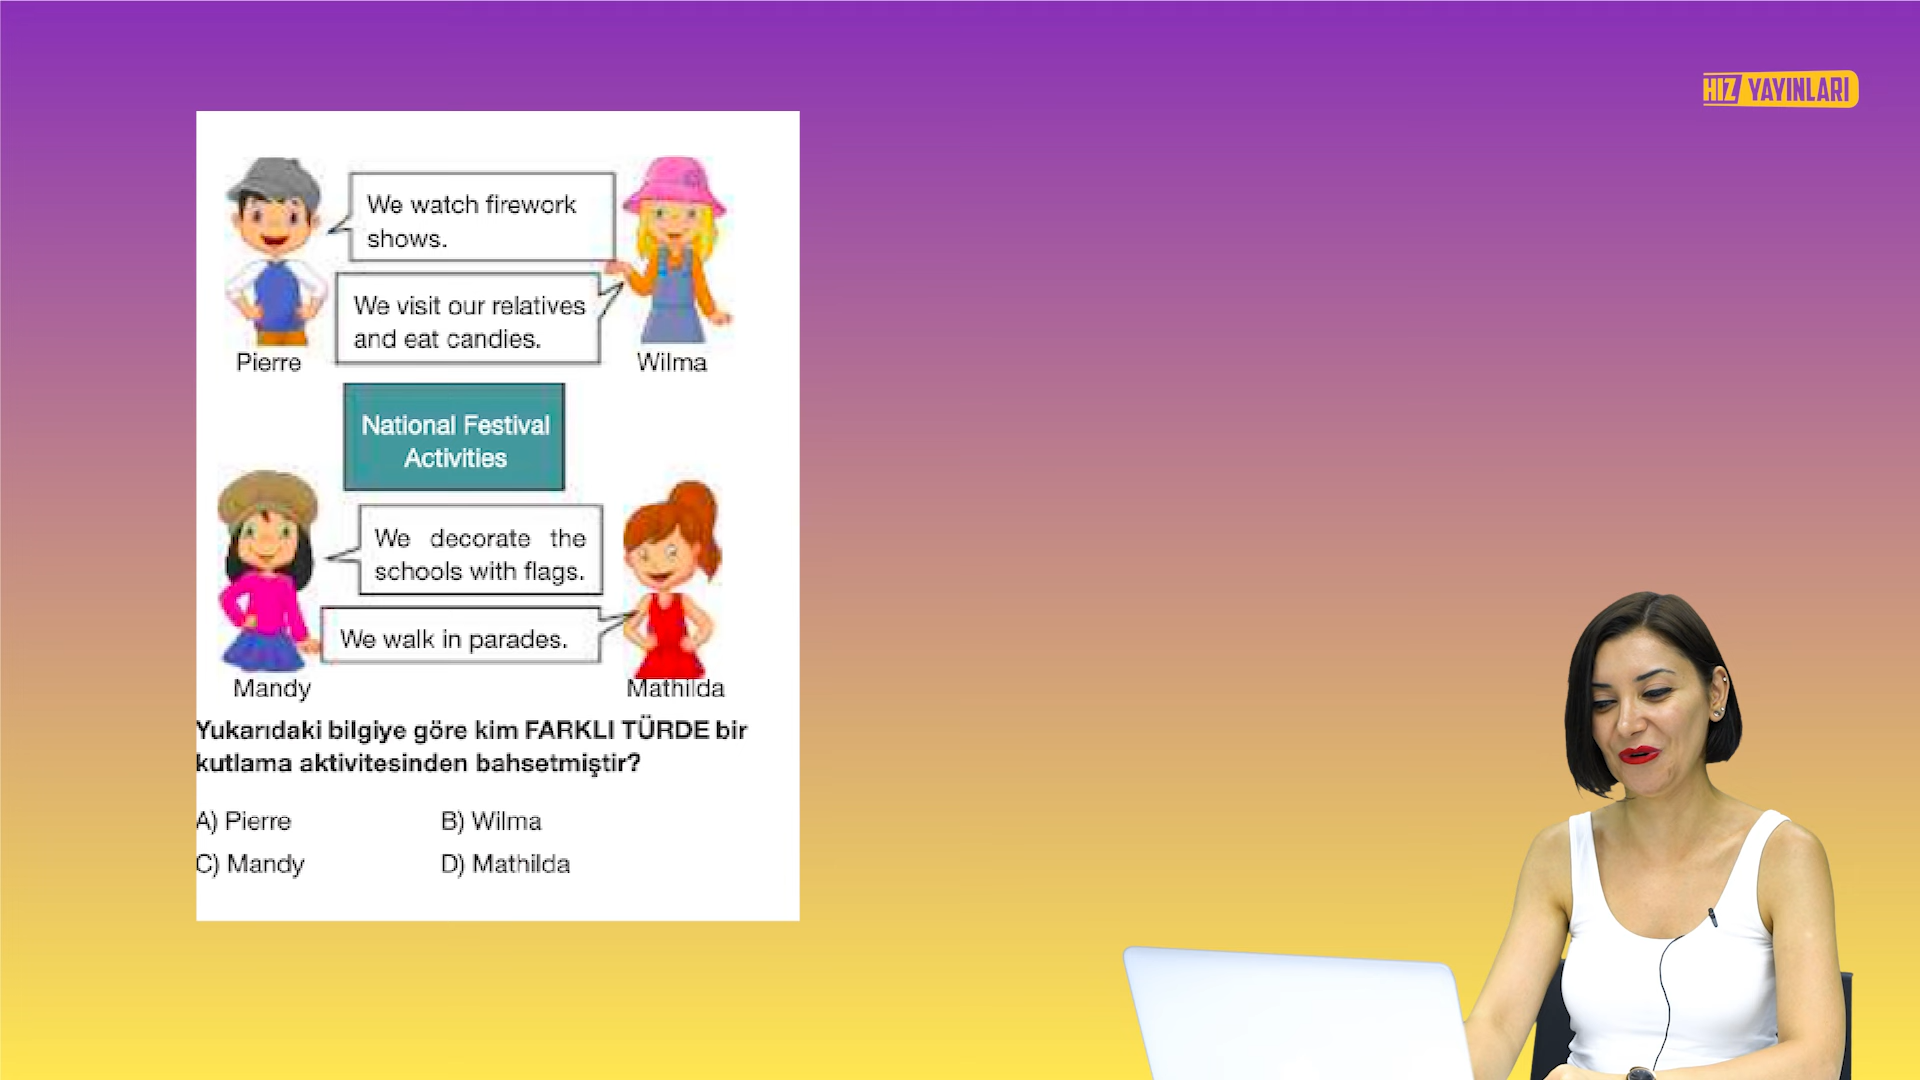 HIZ YAYINLARI
We watch firework
shows.
We visit our relatives
and eat candies.
Pierre
Wilma
National Festival
Activities
We decorate the
schools with flags.
We walk in parades.
Mandy
Mathilda
Yukarıdaki bilgiye göre kim FARKLI TÜRDE bir
kutlama aktivitesinden bahsetmiştir?
A) Pierre
B) Wilma
C) Mandy
D) Mathilda